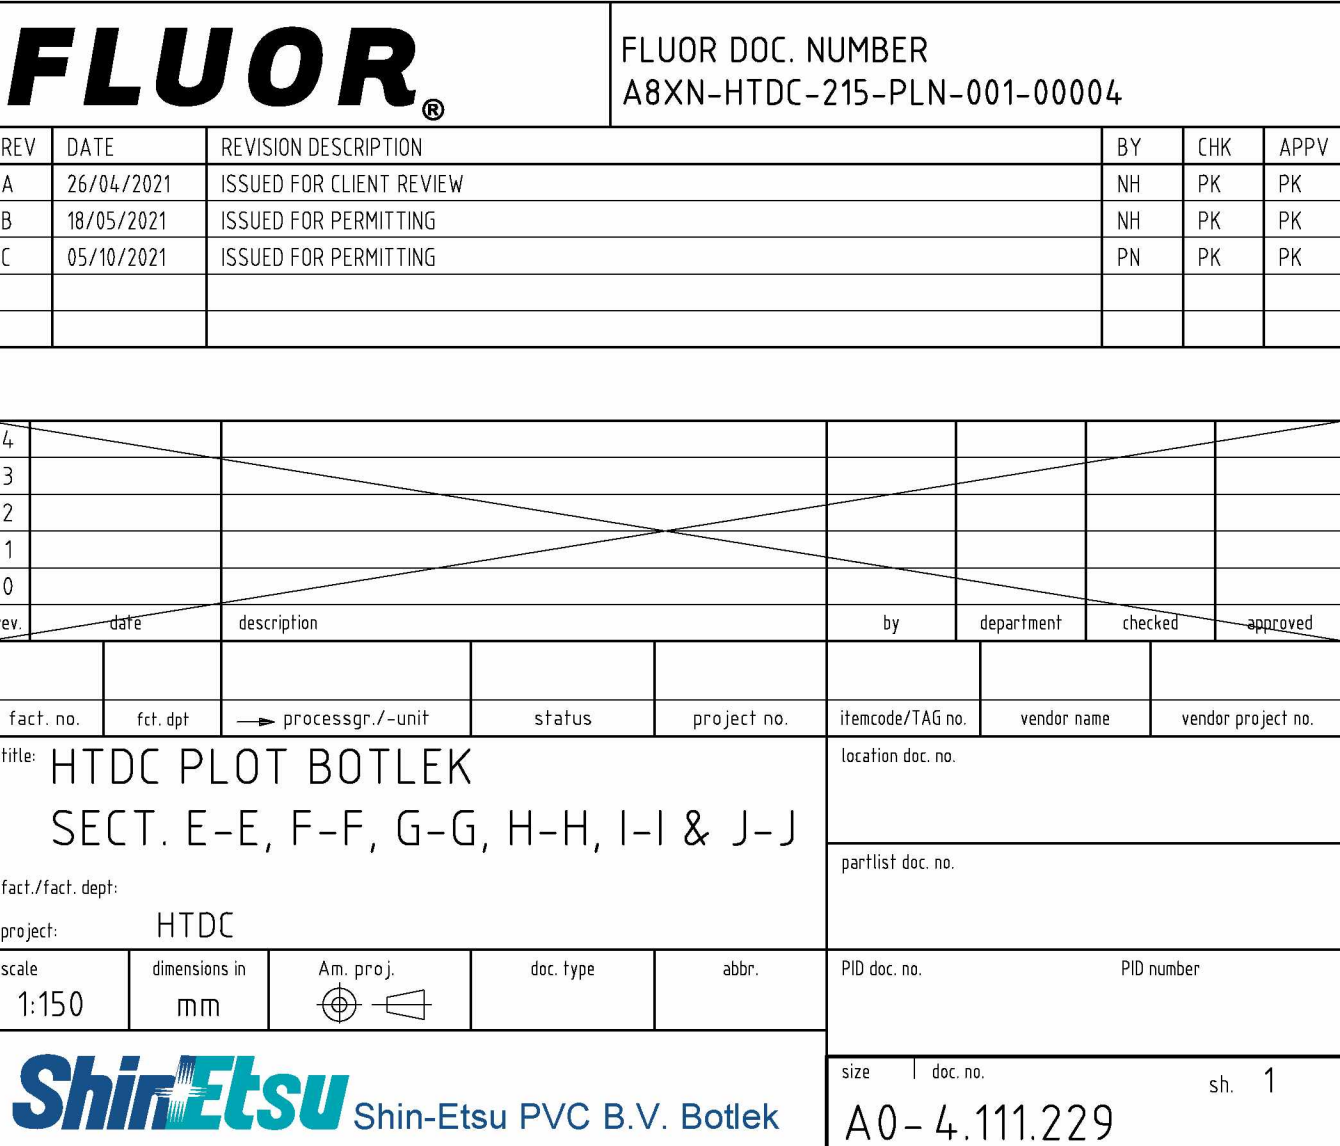 FLUOR®
FLUOR DOC. NUMBER
A8XN-HTDC-215-PLN-001-00004
REV DATE REVISION DESCRIPTION BY CHK APPV
A 26/04/2021 ISSUED FOR CLIENT REVIEW NH PK PK
B 18/05/2021 ISSUED FOR PERMITTING NH PK PK
C 05/10/2021 ISSUED FOR PERMITTING PN PK PK
4
3
2
1
0
rev. date description by department checked approved
fact. no. fct. dpt processgr./-unit status project no. itemcode/TAG no. vendor name vendor project no.
title: HTDC PLOT BOTLEK
SECT. E-E, F-F, G-G, H-H, I-I & J-J
location doc. no.
partlist doc. no.
fact./fact. dept:
project: HTDC
scale dimensions in Am. proj. doc. type abbr. PID doc. no. PID number
1:150 mm
Shin-Etsu Shin-Etsu PVC B.V. Botlek
size doc. no. sh. 1
A0-4.111.229